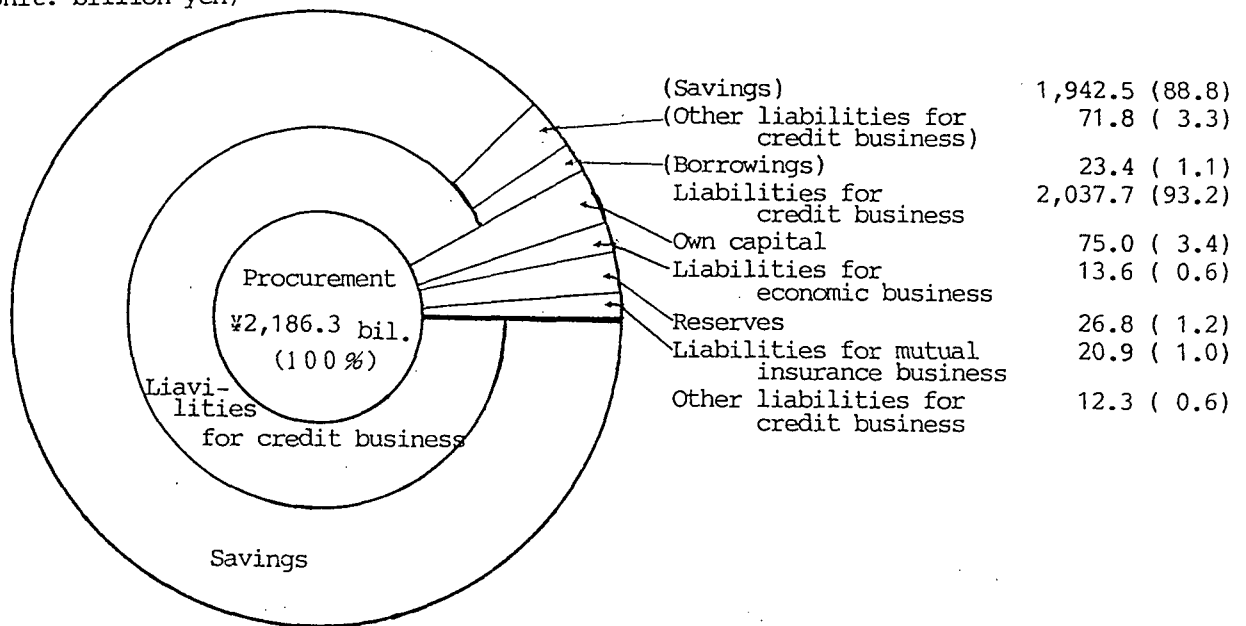 unit: billion yen)
(Savings) 1,942.5 (88.8)
(Other liabilities for 71.8 ( 3.3)
credit business)
(Borrowings) 23.4 ( 1.1)
Liabilities for 2,037.7 (93.2)
credit business
Own capital 75.0 ( 3.4)
Liabilities for 13.6 ( 0.6)
economic business
Reserves 26.8 ( 1.2)
Liabilities for mutual 20.9 ( 1.0)
insurance business
Other liabilities for 12.3 ( 0.6)
credit business
Procurement
¥2,186.3 bil.
(100%)
Liavi-
lities
for credit business
Savings